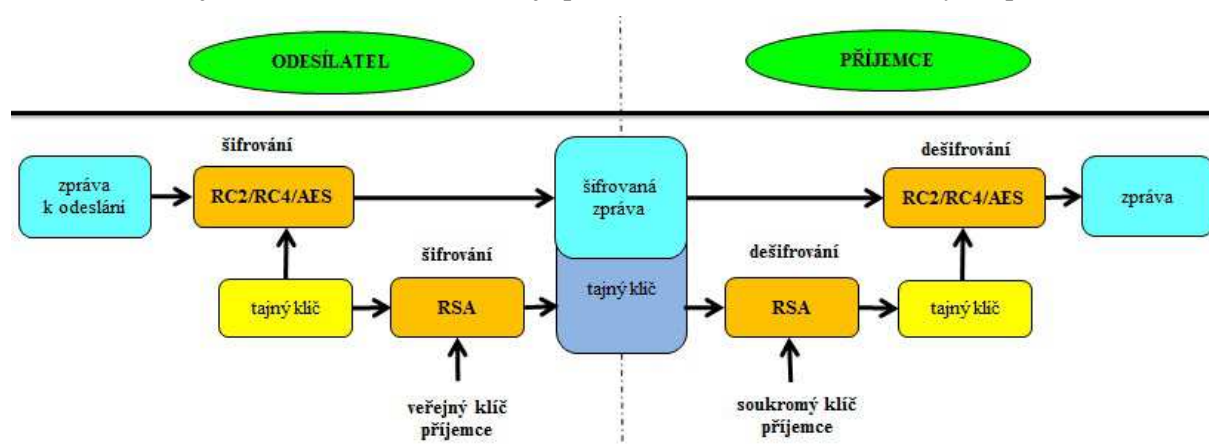 ODESÍLATEL
PŘÍJEMCE
šifrování
dešifrování
zpráva
k odeslání
RC2/RC4/AES
šifrovaná
zpráva
RC2/RC4/AES
zpráva
šifrování
dešifrování
tajný klíč
RSA
tajný klíč
RSA
tajný klíč
veřejný klíč
příjemce
soukromý klíč
příjemce